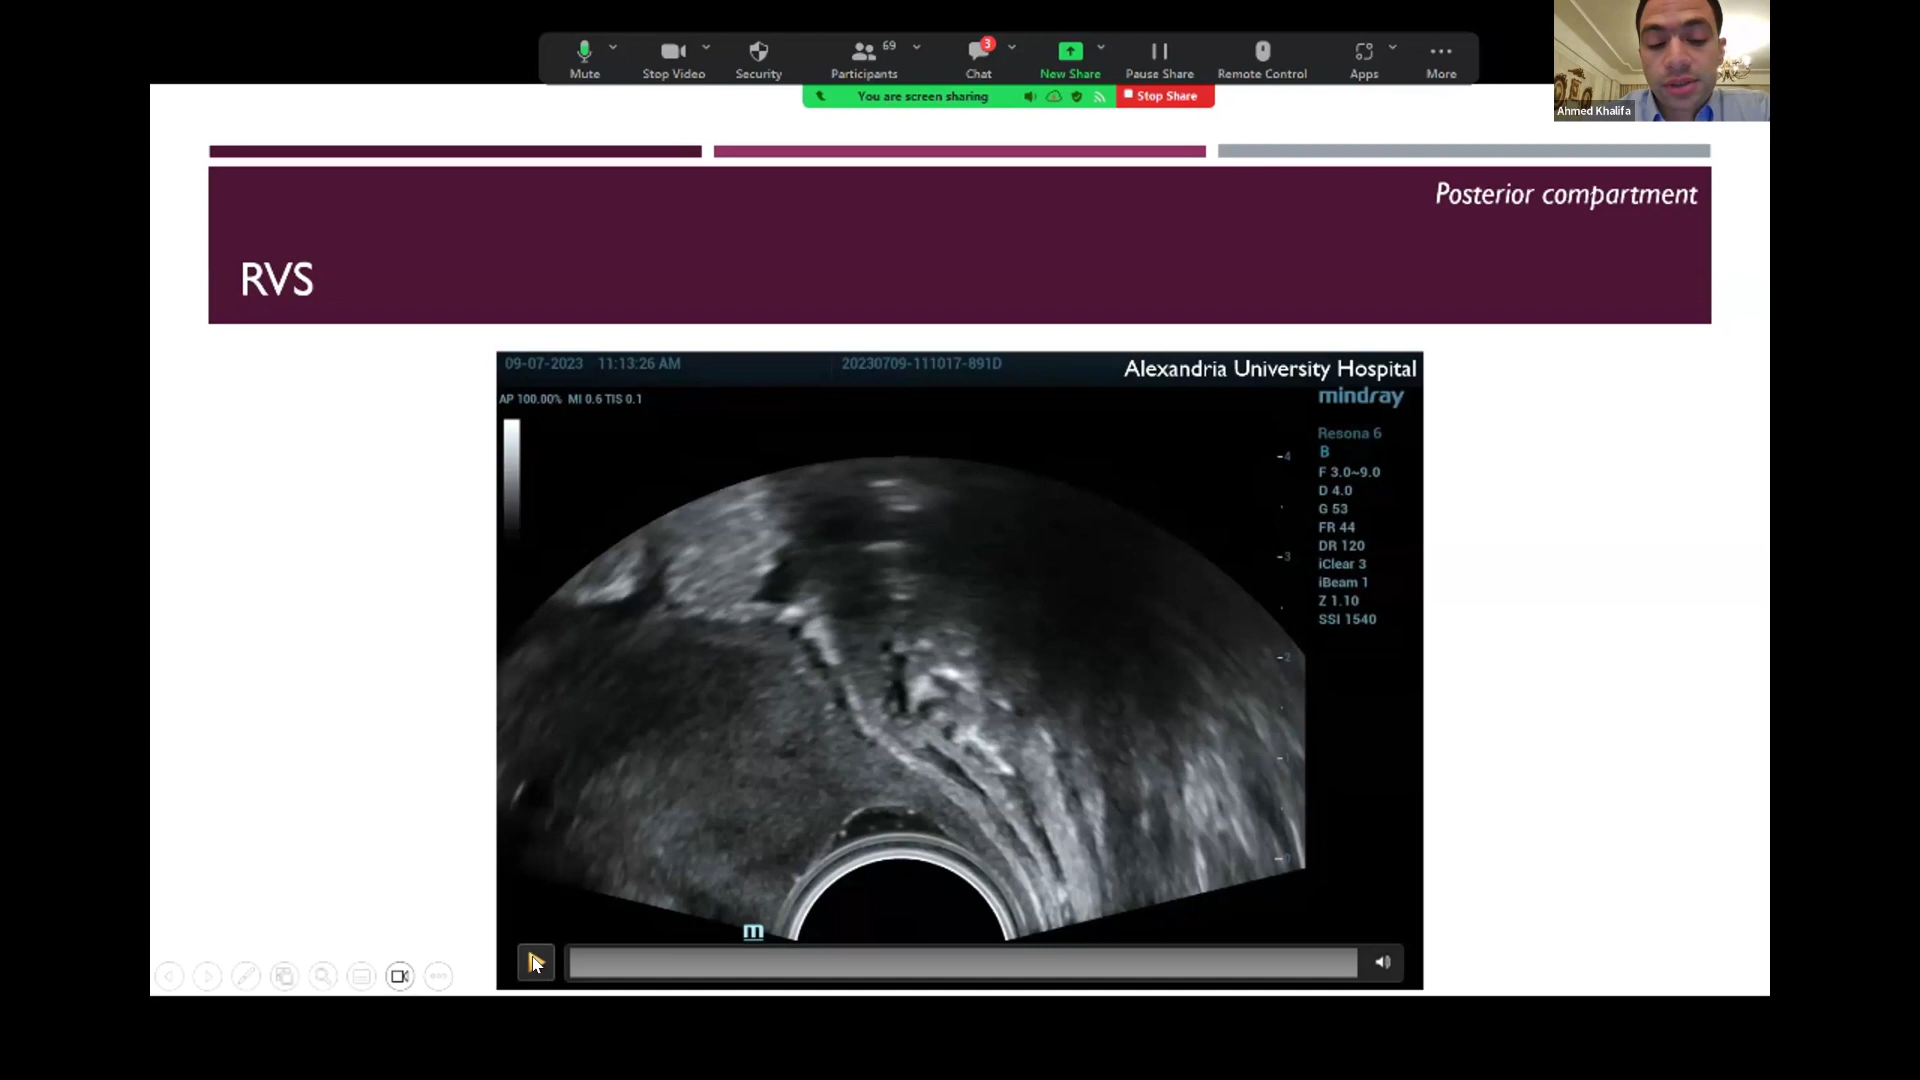 69
3
Mute
Stop Video
Security
Participants
Chat
New Share
Pause Share
Remote Control
Apps
More
You are screen sharing
Stop Share
Ahmed Khalifa
Posterior compartment
RVS
09-07-2023 11:13:26 AM 20230709-111017-891D
Alexandria University Hospital
AP 100.00% MI 0.6 TIS 0.1
mindray
Resona 6
B
F 3.0~9.0
D 4.0
G 53
FR 44
DR 120
iClear 3
iBeam 1
Z 1.10
SSI 1540
4
3
2
m